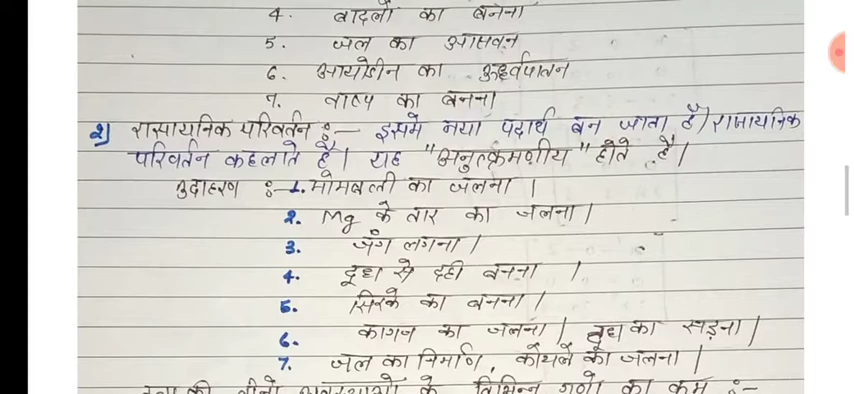 4. बादलों का बनना
5. जल का आसवन
6. आयोडीन का ऊर्ध्वपातन
7. वाष्प का बनना
2) रासायनिक परिवर्तन :— इसमें नया पदार्थ बन जाता है। रासायनिक
परिवर्तन कहलाते हैं। यह "अनुत्क्रमणीय" होते हैं।
उदाहरण :— 1. मोमबत्ती का जलना।
2. Mg के तार का जलना।
3. जंग लगना।
4. दूध से दही बनना ।
5. सिरके का बनना।
6. कागज का जलना। दूध का सड़ना।
7. जल का निर्माण, कोयले का जलना।
की तीनों अवस्थाओं के विभिन्न गुणों का क्रम :—